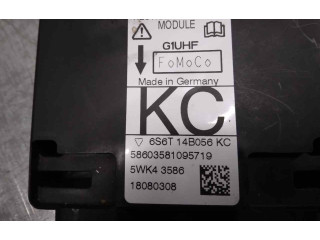 MODULE
G1UHF
FoMoCo
Made in Germany
KC
6S6T 14B056 KC
58603581095719
5WK4 3586
18080308